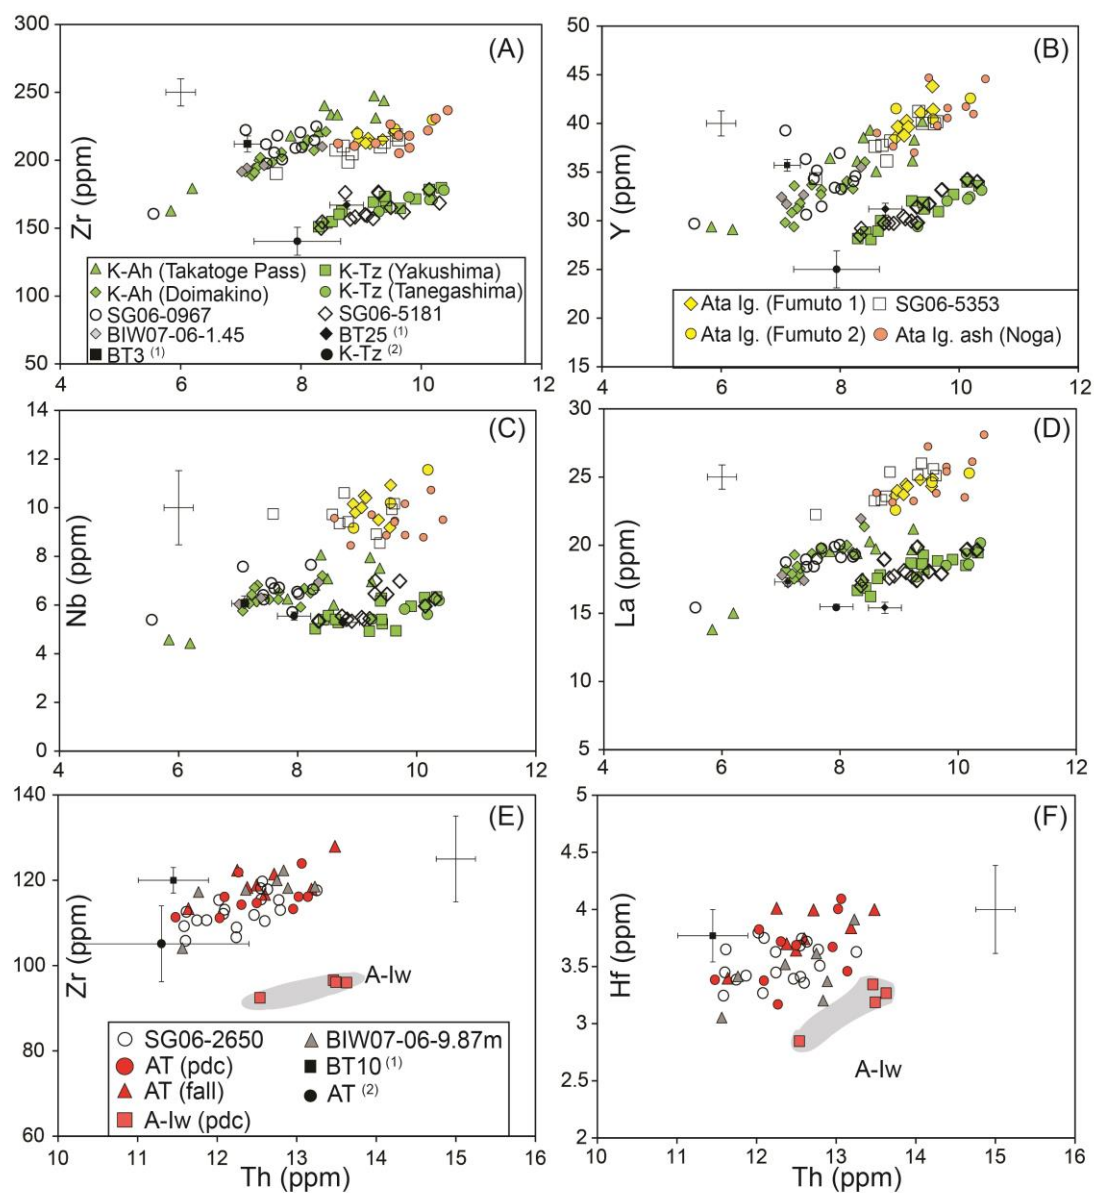 300
250
200
150
100
50
Zr (ppm)
(A)
K-Ah (Takatoge Pass)
K-Ah (Doimakino)
SG06-0967
BIW07-06-1.45
BT3 (1)
K-Tz (Yakushima)
K-Tz (Tanegashima)
SG06-5181
BT25 (1)
K-Tz (2)
4 6 8 10 12
50
45
40
35
30
25
20
15
Y (ppm)
(B)
Ata Ig. (Fumuto 1)
Ata Ig. (Fumuto 2)
SG06-5353
Ata Ig. ash (Noga)
4 6 8 10 12
14
12
10
8
6
4
2
0
Nb (ppm)
(C)
4 6 8 10 12
30
25
20
15
10
5
La (ppm)
(D)
4 6 8 10 12
140
120
100
80
60
Zr (ppm)
(E)
A-Iw
SG06-2650
AT (pdc)
AT (fall)
A-Iw (pdc)
BIW07-06-9.87m
BT10 (1)
AT (2)
10 11 12 13 14 15 16
Th (ppm)
5
4.5
4
3.5
3
2.5
2
Hf (ppm)
(F)
A-Iw
10 11 12 13 14 15 16
Th (ppm)